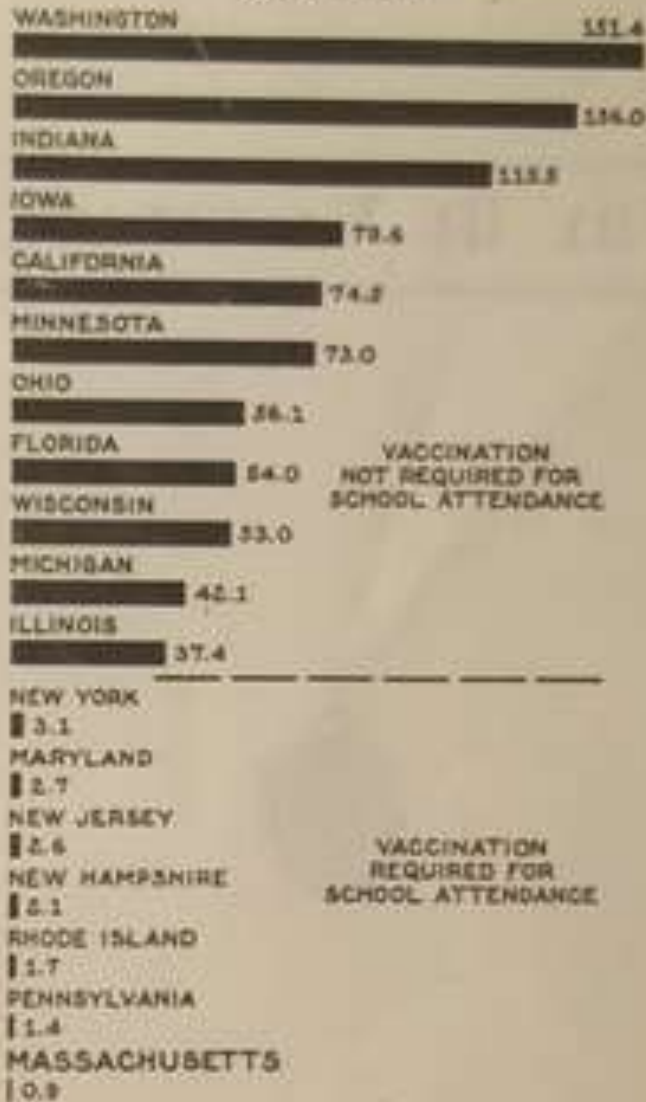 WASHINGTON 151.4
OREGON
136.0
INDIANA
IOWA
79.6
CALIFORNIA
MINNESOTA
73.0
OHIO
56.1
FLORIDA
54.0
VACCINATION
NOT REQUIRED FOR
SCHOOL ATTENDANCE
WISCONSIN
53.0
MICHIGAN
42.1
ILLINOIS
37.4
NEW YORK
3.1
MARYLAND
2.7
NEW JERSEY
2.6
VACCINATION
REQUIRED FOR
SCHOOL ATTENDANCE
NEW HAMPSHIRE
2.1
RHODE ISLAND
1.7
PENNSYLVANIA
1.4
MASSACHUSETTS
0.9